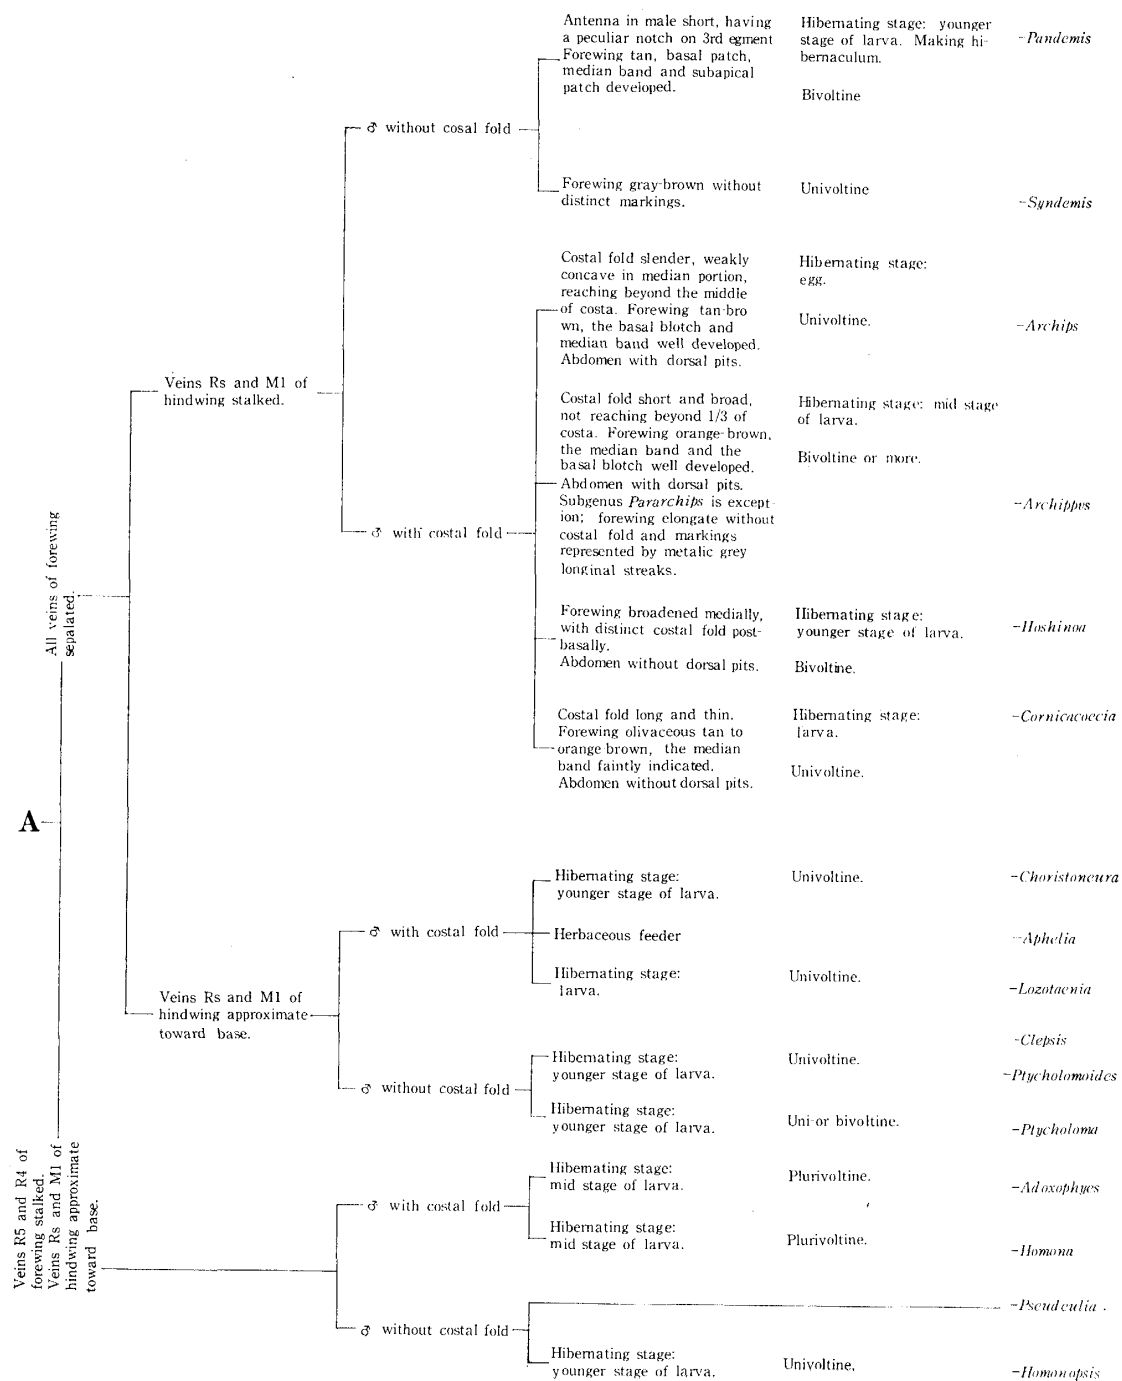 Antenna in male short, having
a peculiar notch on 3rd egment
Forewing tan, basal patch,
median band and subapical
patch developed.
Hibernating stage: younger
stage of larva. Making hi-
bernaculum.
Bivoltine
-Pandemis
♂ without cosal fold
Forewing gray-brown without
distinct markings.
Univoltine
-Syndemis
Costal fold slender, weakly
concave in median portion,
reaching beyond the middle
of costa. Forewing tan-bro
wn, the basal blotch and
median band well developed.
Abdomen with dorsal pits.
Hibernating stage:
egg.
Univoltine.
-Archips
Veins Rs and M1 of
hindwing stalked.
Costal fold short and broad,
not reaching beyond 1/3 of
costa. Forewing orange-brown,
the median band and the
basal blotch well developed.
Abdomen with dorsal pits.
Subgenus Pararchips is except-
ion; forewing elongate without
costal fold and markings
represented by metalic grey
longinal streaks.
Hibernating stage: mid stage
of larva.
Bivoltine or more.
-Archippus
♂ with costal fold
All veins of forewing
sepalated.
Forewing broadened medially,
with distinct costal fold post-
basally.
Abdomen without dorsal pits.
Hibernating stage:
younger stage of larva.
Bivoltine.
-Hoshinoa
Costal fold long and thin.
Forewing olivaceous tan to
orange-brown, the median
band faintly indicated.
Abdomen without dorsal pits.
Hibernating stage:
larva.
Univoltine.
-Cornicacoecia
A
Hibernating stage:
younger stage of larva.
Univoltine.
-Choristoneura
♂ with costal fold
Herbaceous feeder
-Aphelia
Hibernating stage:
larva.
Univoltine.
-Lozotaenia
Veins Rs and M1 of
hindwing approximate
toward base.
-Clepsis
Hibernating stage:
younger stage of larva.
Univoltine.
-Ptycholomoides
♂ without costal fold
Hibernating stage:
younger stage of larva.
Uni-or bivoltine.
-Ptycholoma
Veins R5 and R4 of
forewing stalked.
Veins Rs and M1 of
hindwing approximate
toward base.
Hibernating stage:
mid stage of larva.
Plurivoltine.
-Adoxophyes
♂ with costal fold
Hibernating stage:
mid stage of larva.
Plurivoltine.
-Homona
-Pseudeulia.
♂ without costal fold
Hibernating stage:
younger stage of larva.
Univoltine,
-Homonopsis